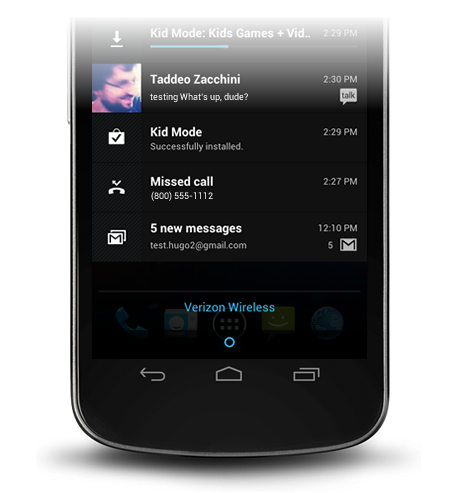 Kid Mode: Kids Games + Vid.. 2:29 PM
Taddeo Zacchini 2:30 PM
testing What's up, dude? talk
Kid Mode 2:29 PM
Successfully installed.
Missed call 2:27 PM
(800) 555-1112
5 new messages 12:10 PM
test.hugo2@gmail.com 5
Verizon Wireless